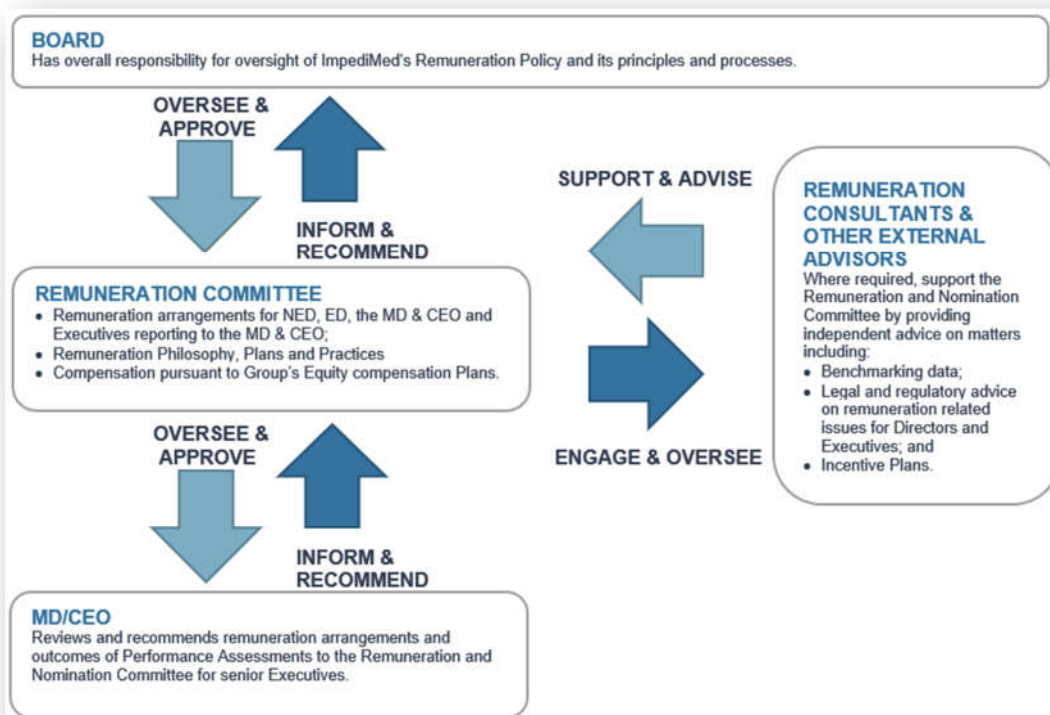 BOARD
Has overall responsibility for oversight of ImpediMed's Remuneration Policy and its principles and processes.
OVERSEE &
APPROVE
INFORM &
RECOMMEND
REMUNERATION COMMITTEE
• Remuneration arrangements for NED, ED, the MD & CEO and
Executives reporting to the MD & CEO;
• Remuneration Philosophy, Plans and Practices
• Compensation pursuant to Group's Equity compensation Plans.
OVERSEE &
APPROVE
INFORM &
RECOMMEND
MD/CEO
Reviews and recommends remuneration arrangements and
outcomes of Performance Assessments to the Remuneration and
Nomination Committee for senior Executives.
SUPPORT & ADVISE
ENGAGE & OVERSEE
REMUNERATION
CONSULTANTS &
OTHER EXTERNAL
ADVISORS
Where required, support the
Remuneration and Nomination
Committee by providing
independent advice on matters
including:
• Benchmarking data;
• Legal and regulatory advice
on remuneration related
issues for Directors and
Executives; and
• Incentive Plans.